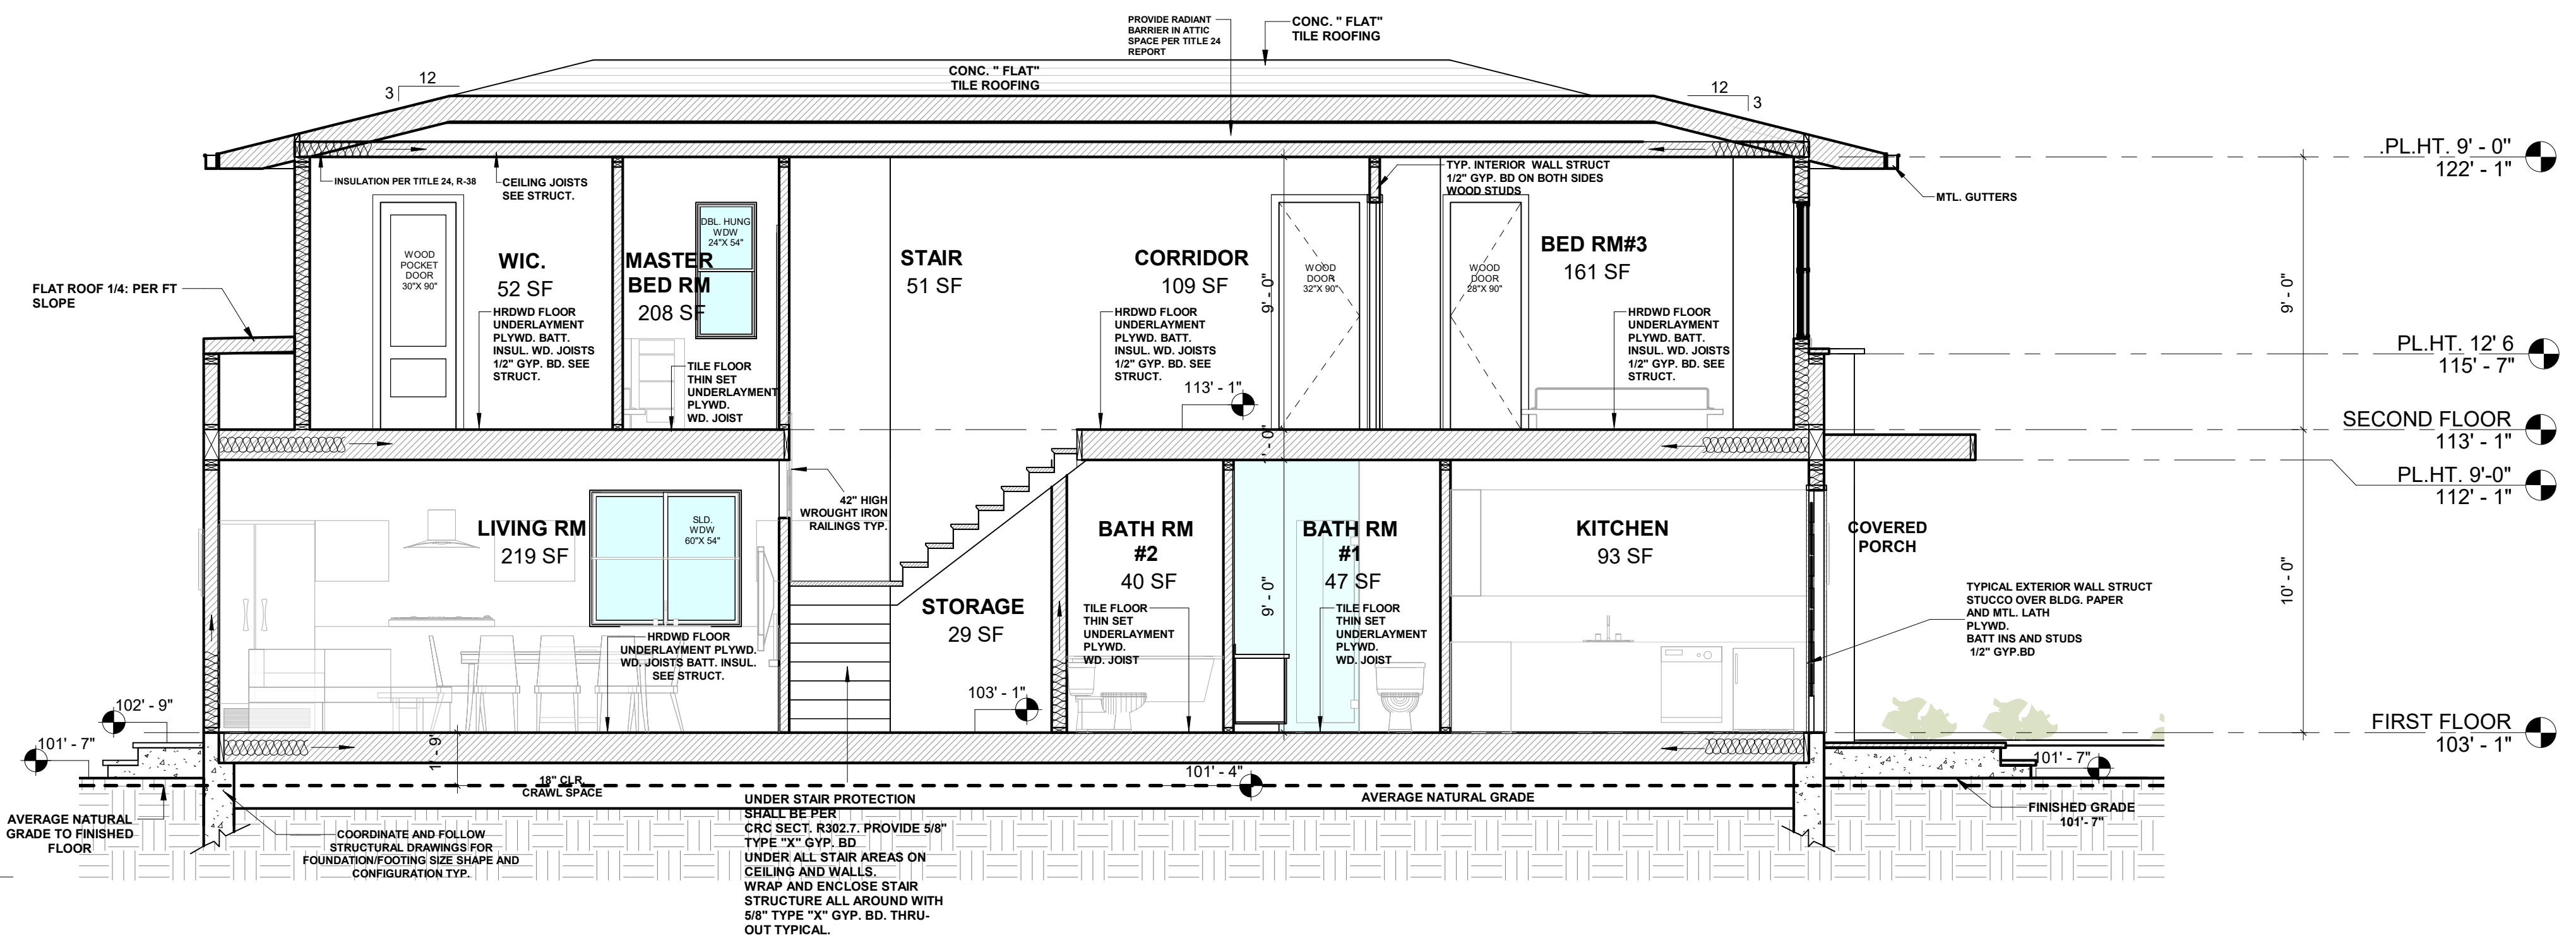 PROVIDE RADIANT
BARRIER IN ATTIC
SPACE PER TITLE 24
REPORT
CONC. " FLAT"
TILE ROOFING
CONC. " FLAT"
TILE ROOFING
12
3
12
3
.PL.HT. 9' - 0"
122' - 1"
INSULATION PER TITLE 24, R-38
CEILING JOISTS
SEE STRUCT.
TYP. INTERIOR WALL STRUCT
1/2" GYP. BD ON BOTH SIDES
WOOD STUDS
MTL. GUTTERS
FLAT ROOF 1/4: PER FT
SLOPE
WOOD
POCKET
DOOR
30"X 90"
WIC.
52 SF
HRDWD FLOOR
UNDERLAYMENT
PLYWD. BATT.
INSUL. WD. JOISTS
1/2" GYP. BD. SEE
STRUCT.
MASTER
BED RM
208 SF
DBL. HUNG
WDW
24"X 54"
TILE FLOOR
THIN SET
UNDERLAYMENT
PLYWD.
WD. JOIST
STAIR
51 SF
CORRIDOR
109 SF
HRDWD FLOOR
UNDERLAYMENT
PLYWD. BATT.
INSUL. WD. JOISTS
1/2" GYP. BD. SEE
STRUCT.
113' - 1"
9' - 0"
WOOD
DOOR
32"X 90"
WOOD
DOOR
28"X 90"
BED RM#3
161 SF
HRDWD FLOOR
UNDERLAYMENT
PLYWD. BATT.
INSUL. WD. JOISTS
1/2" GYP. BD. SEE
STRUCT.
9' - 0"
PL.HT. 12' 6
115' - 7"
SECOND FLOOR
113' - 1"
PL.HT. 9'-0"
112' - 1"
1' - 0"
42" HIGH
WROUGHT IRON
RAILINGS TYP.
LIVING RM
219 SF
SLD.
WDW
60"X 54"
HRDWD FLOOR
UNDERLAYMENT PLYWD.
WD. JOISTS BATT. INSUL.
SEE STRUCT.
STORAGE
29 SF
103' - 1"
BATH RM
#2
40 SF
TILE FLOOR
THIN SET
UNDERLAYMENT
PLYWD.
WD. JOIST
9' - 0"
BATH RM
#1
47 SF
TILE FLOOR
THIN SET
UNDERLAYMENT
PLYWD.
WD. JOIST
KITCHEN
93 SF
COVERED
PORCH
TYPICAL EXTERIOR WALL STRUCT
STUCCO OVER BLDG. PAPER
AND MTL. LATH
PLYWD.
BATT INS AND STUDS
1/2" GYP.BD
10' - 0"
FIRST FLOOR
103' - 1"
102' - 9"
101' - 7"
1' - 9"
18" CLR.
CRAWL SPACE
101' - 4"
AVERAGE NATURAL GRADE
101' - 7"
FINISHED GRADE
101'- 7"
AVERAGE NATURAL
GRADE TO FINISHED
FLOOR
COORDINATE AND FOLLOW
STRUCTURAL DRAWINGS FOR
FOUNDATION/FOOTING SIZE SHAPE AND
CONFIGURATION TYP.
UNDER STAIR PROTECTION
SHALL BE PER
CRC SECT. R302.7. PROVIDE 5/8"
TYPE "X" GYP. BD
UNDER ALL STAIR AREAS ON
CEILING AND WALLS.
WRAP AND ENCLOSE STAIR
STRUCTURE ALL AROUND WITH
5/8" TYPE "X" GYP. BD. THRU-
OUT TYPICAL.